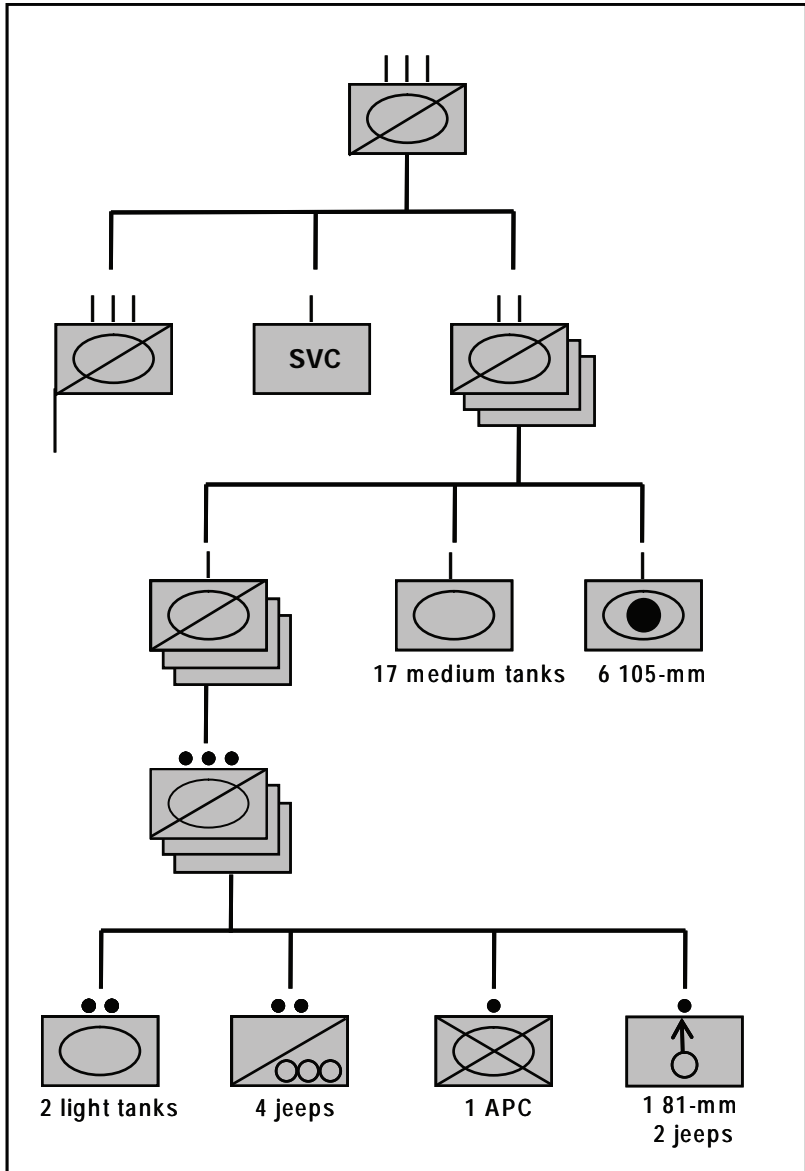 SVC
17 medium tanks
6 105-mm
2 light tanks
4 jeeps
1 APC
1 81-mm
2 jeeps